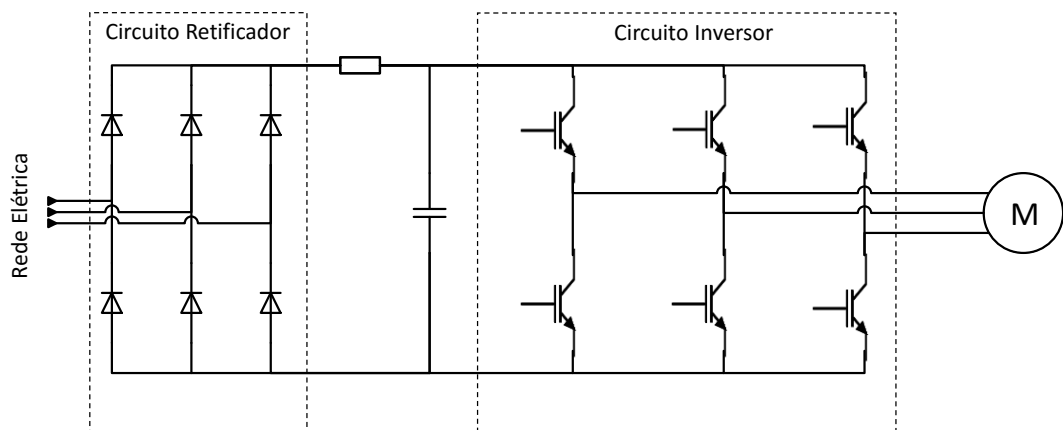 Circuito Retificador
Circuito Inversor
Rede Elétrica
M